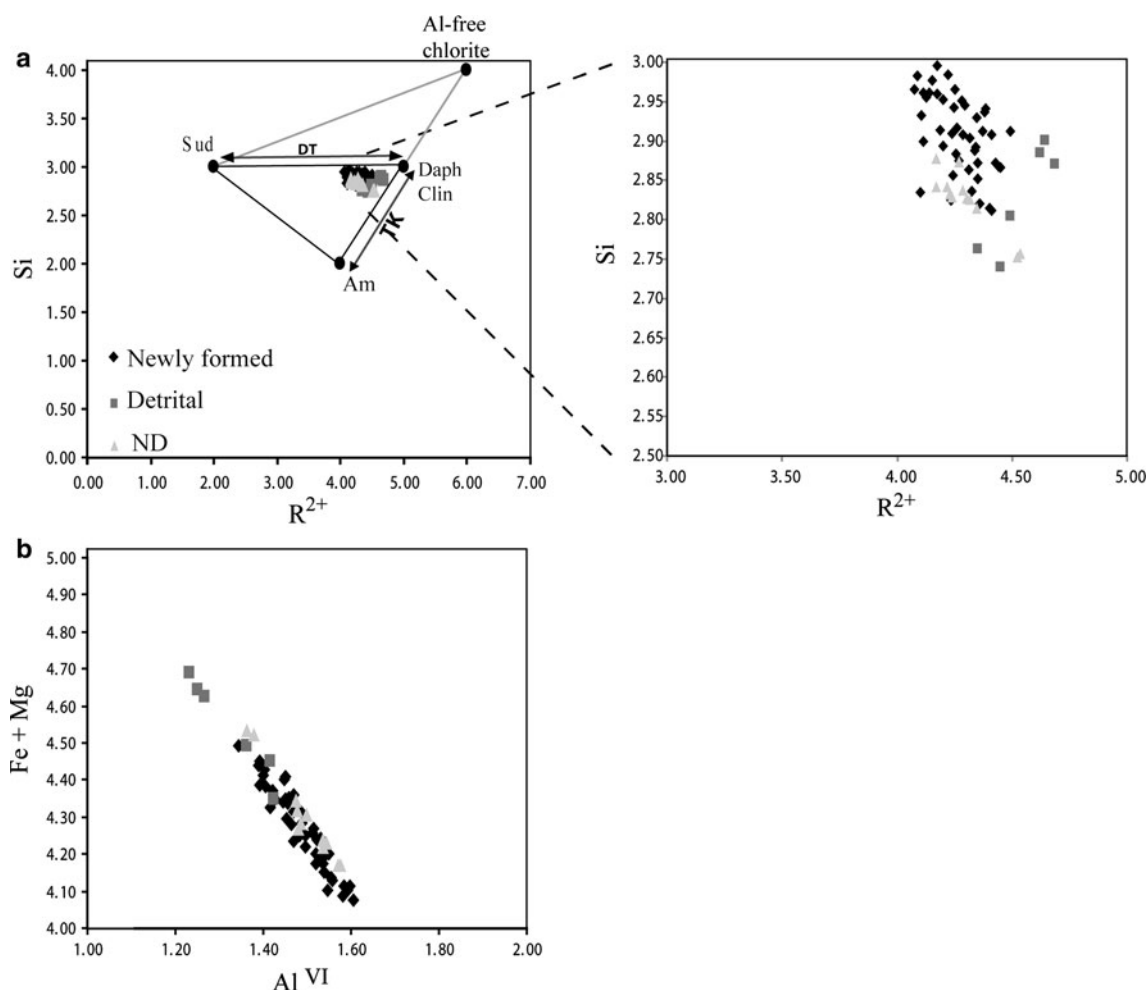 a
Al-free
chlorite
4.00
3.50
3.00
2.50
2.00
1.50
1.00
0.50
0.00
Si
Sud
DT
Daph
Clin
TK
Am
Newly formed
Detrital
ND
0.00 1.00 2.00 3.00 4.00 5.00 6.00 7.00
R2+
3.00
2.95
2.90
2.85
2.80
2.75
2.70
2.65
2.60
2.55
2.50
Si
3.00 3.50 4.00 4.50 5.00
R2+
b
5.00
4.90
4.80
4.70
4.60
4.50
4.40
4.30
4.20
4.10
4.00
Fe + Mg
1.00 1.20 1.40 1.60 1.80 2.00
Al VI